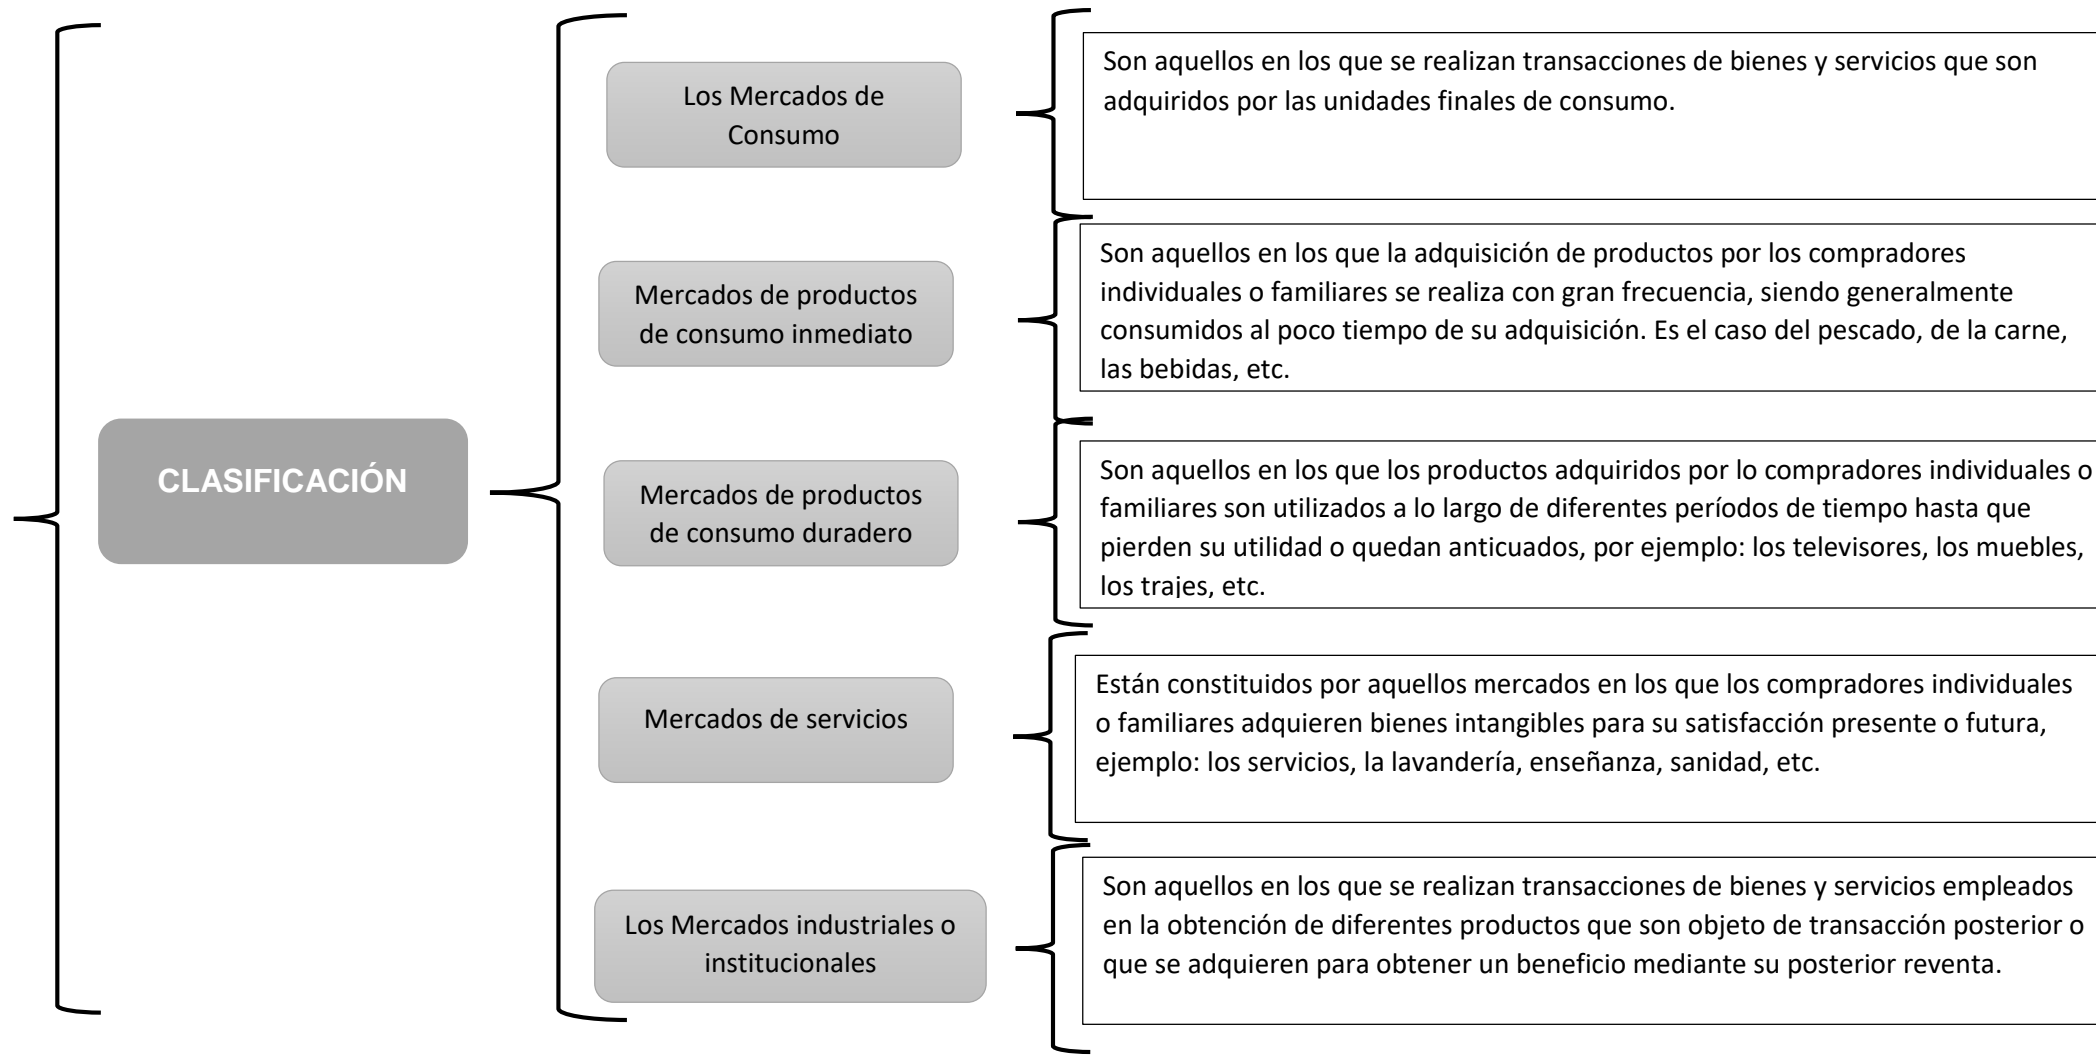 CLASIFICACIÓN
Los Mercados de
Consumo
Son aquellos en los que se realizan transacciones de bienes y servicios que son
adquiridos por las unidades finales de consumo.
Mercados de productos
de consumo inmediato
Son aquellos en los que la adquisición de productos por los compradores
individuales o familiares se realiza con gran frecuencia, siendo generalmente
consumidos al poco tiempo de su adquisición. Es el caso del pescado, de la carne,
las bebidas, etc.
Mercados de productos
de consumo duradero
Son aquellos en los que los productos adquiridos por lo compradores individuales o
familiares son utilizados a lo largo de diferentes períodos de tiempo hasta que
pierden su utilidad o quedan anticuados, por ejemplo: los televisores, los muebles,
los trajes, etc.
Mercados de servicios
Están constituidos por aquellos mercados en los que los compradores individuales
o familiares adquieren bienes intangibles para su satisfacción presente o futura,
ejemplo: los servicios, la lavandería, enseñanza, sanidad, etc.
Los Mercados industriales o
institucionales
Son aquellos en los que se realizan transacciones de bienes y servicios empleados
en la obtención de diferentes productos que son objeto de transacción posterior o
que se adquieren para obtener un beneficio mediante su posterior reventa.